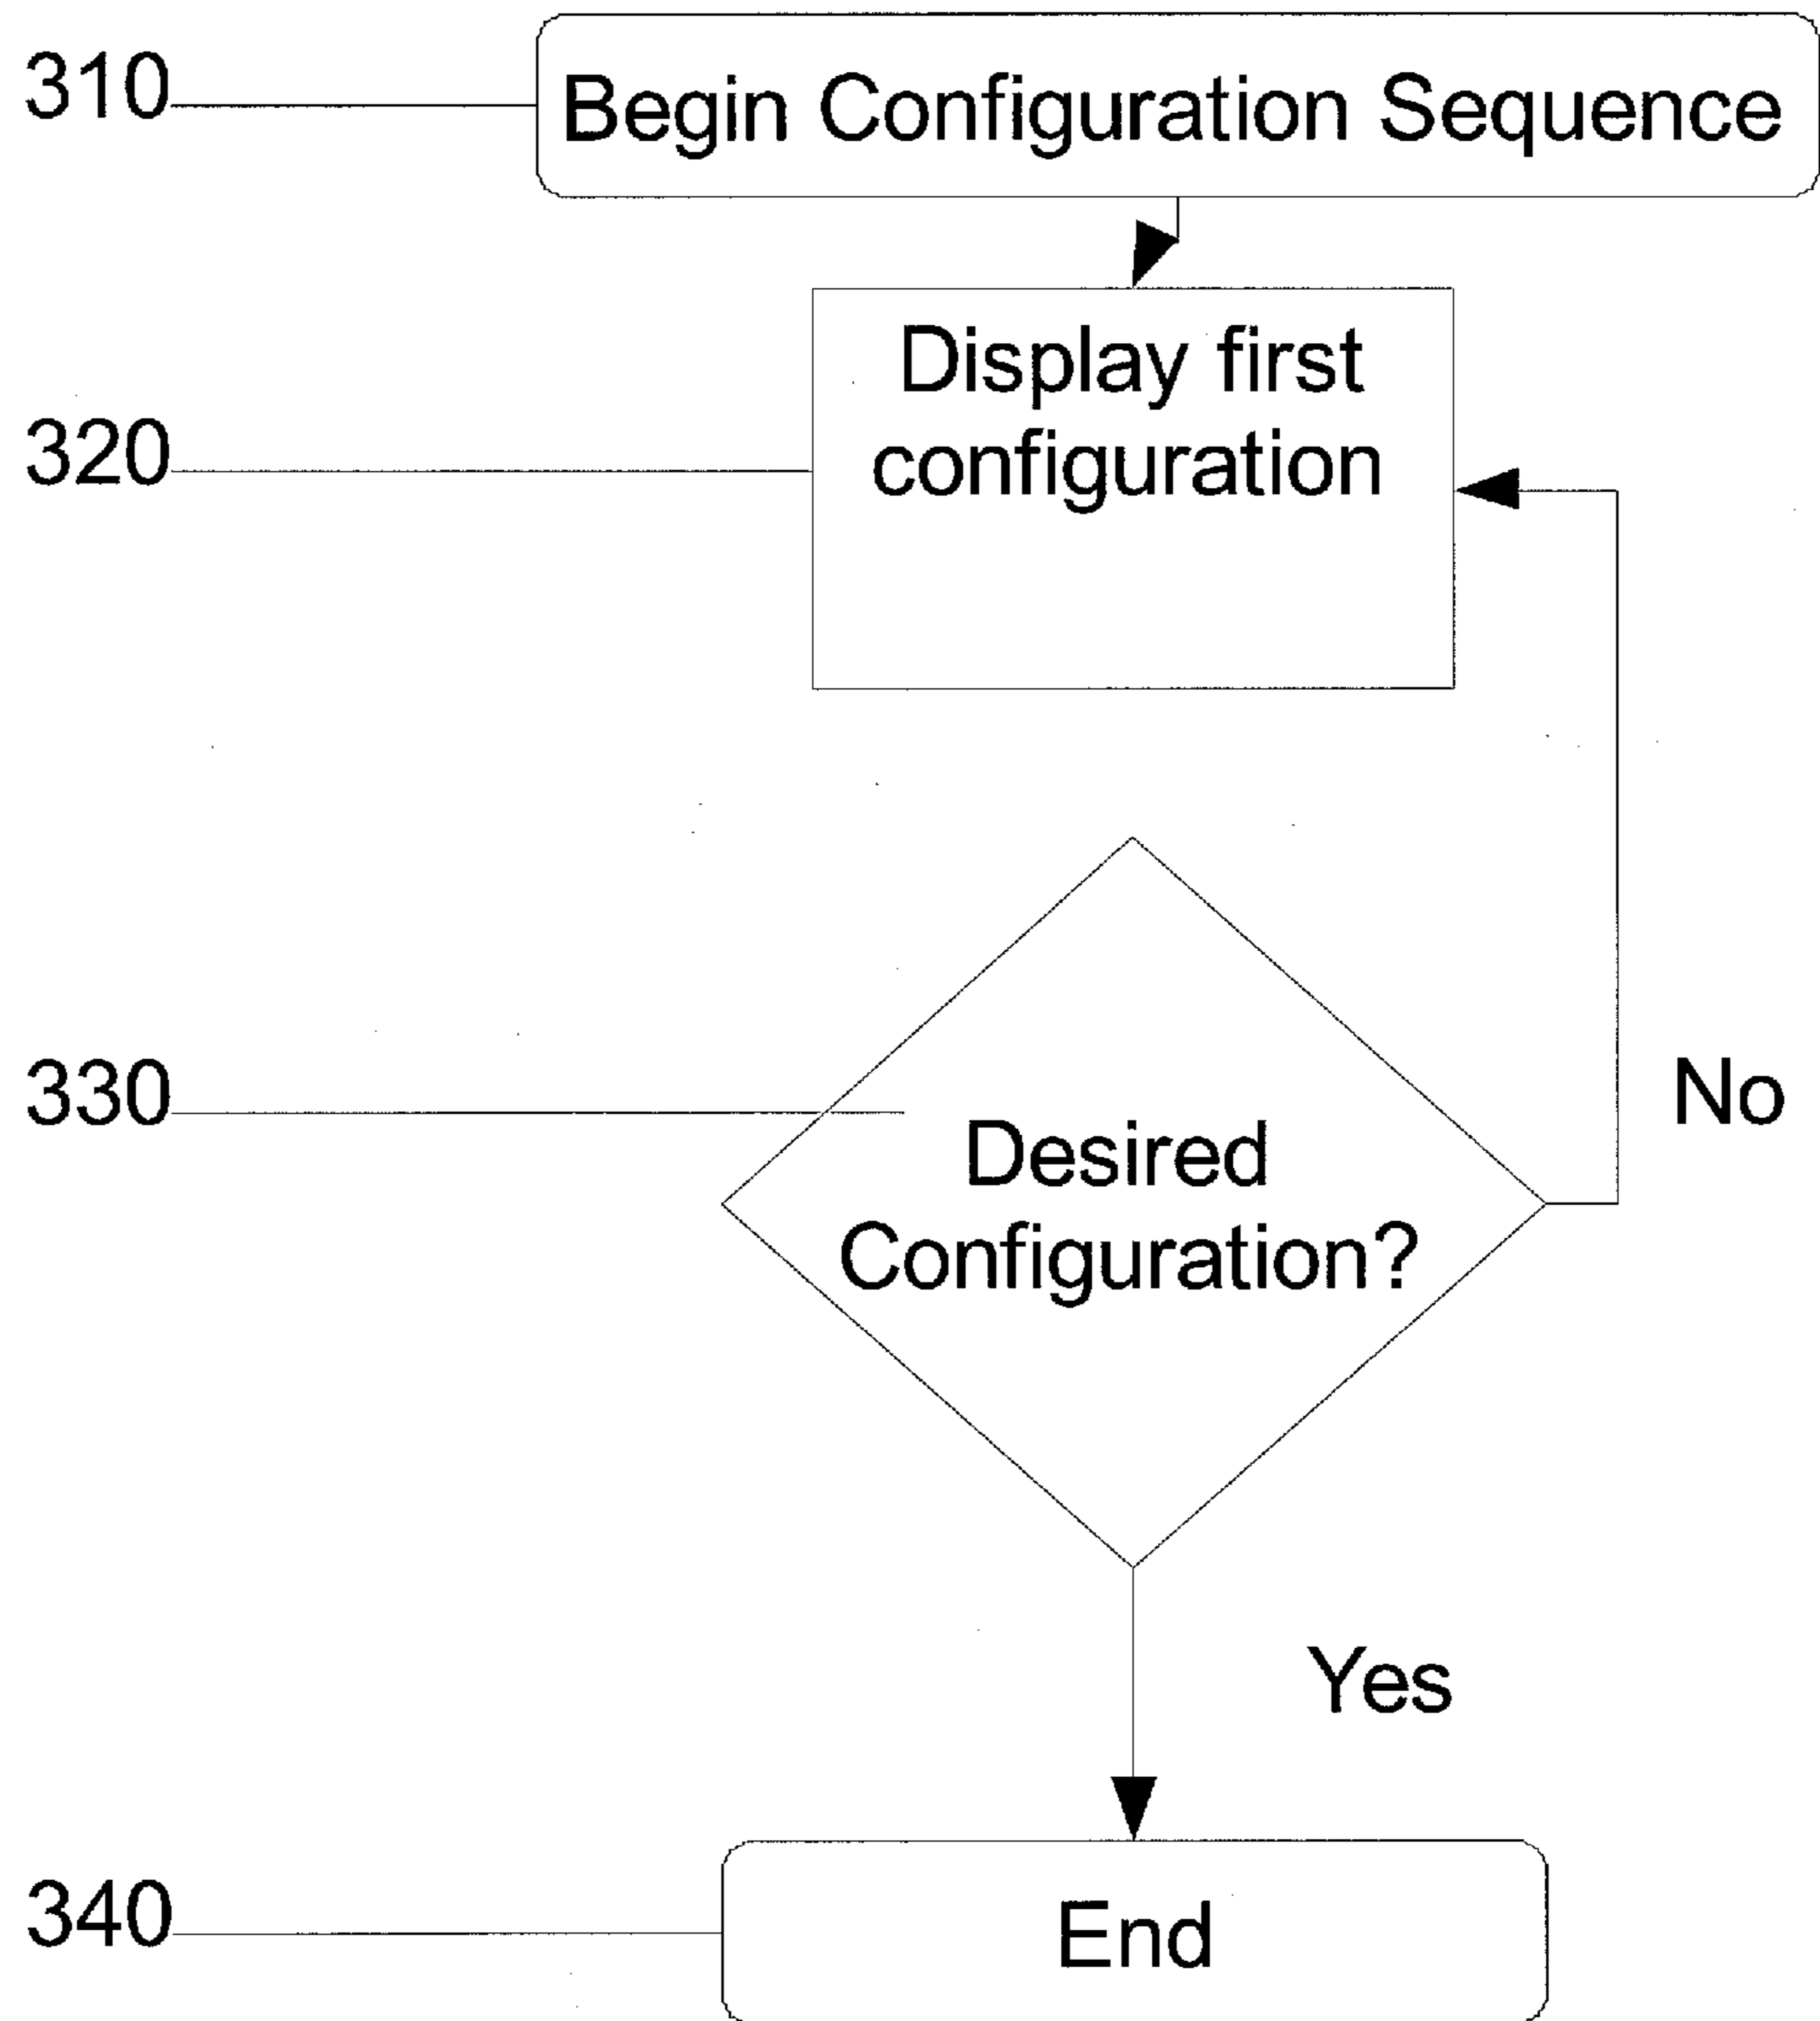 310
Begin Configuration Sequence
Display first
configuration
320
330
No
Desired
Configuration?
Yes
340
End